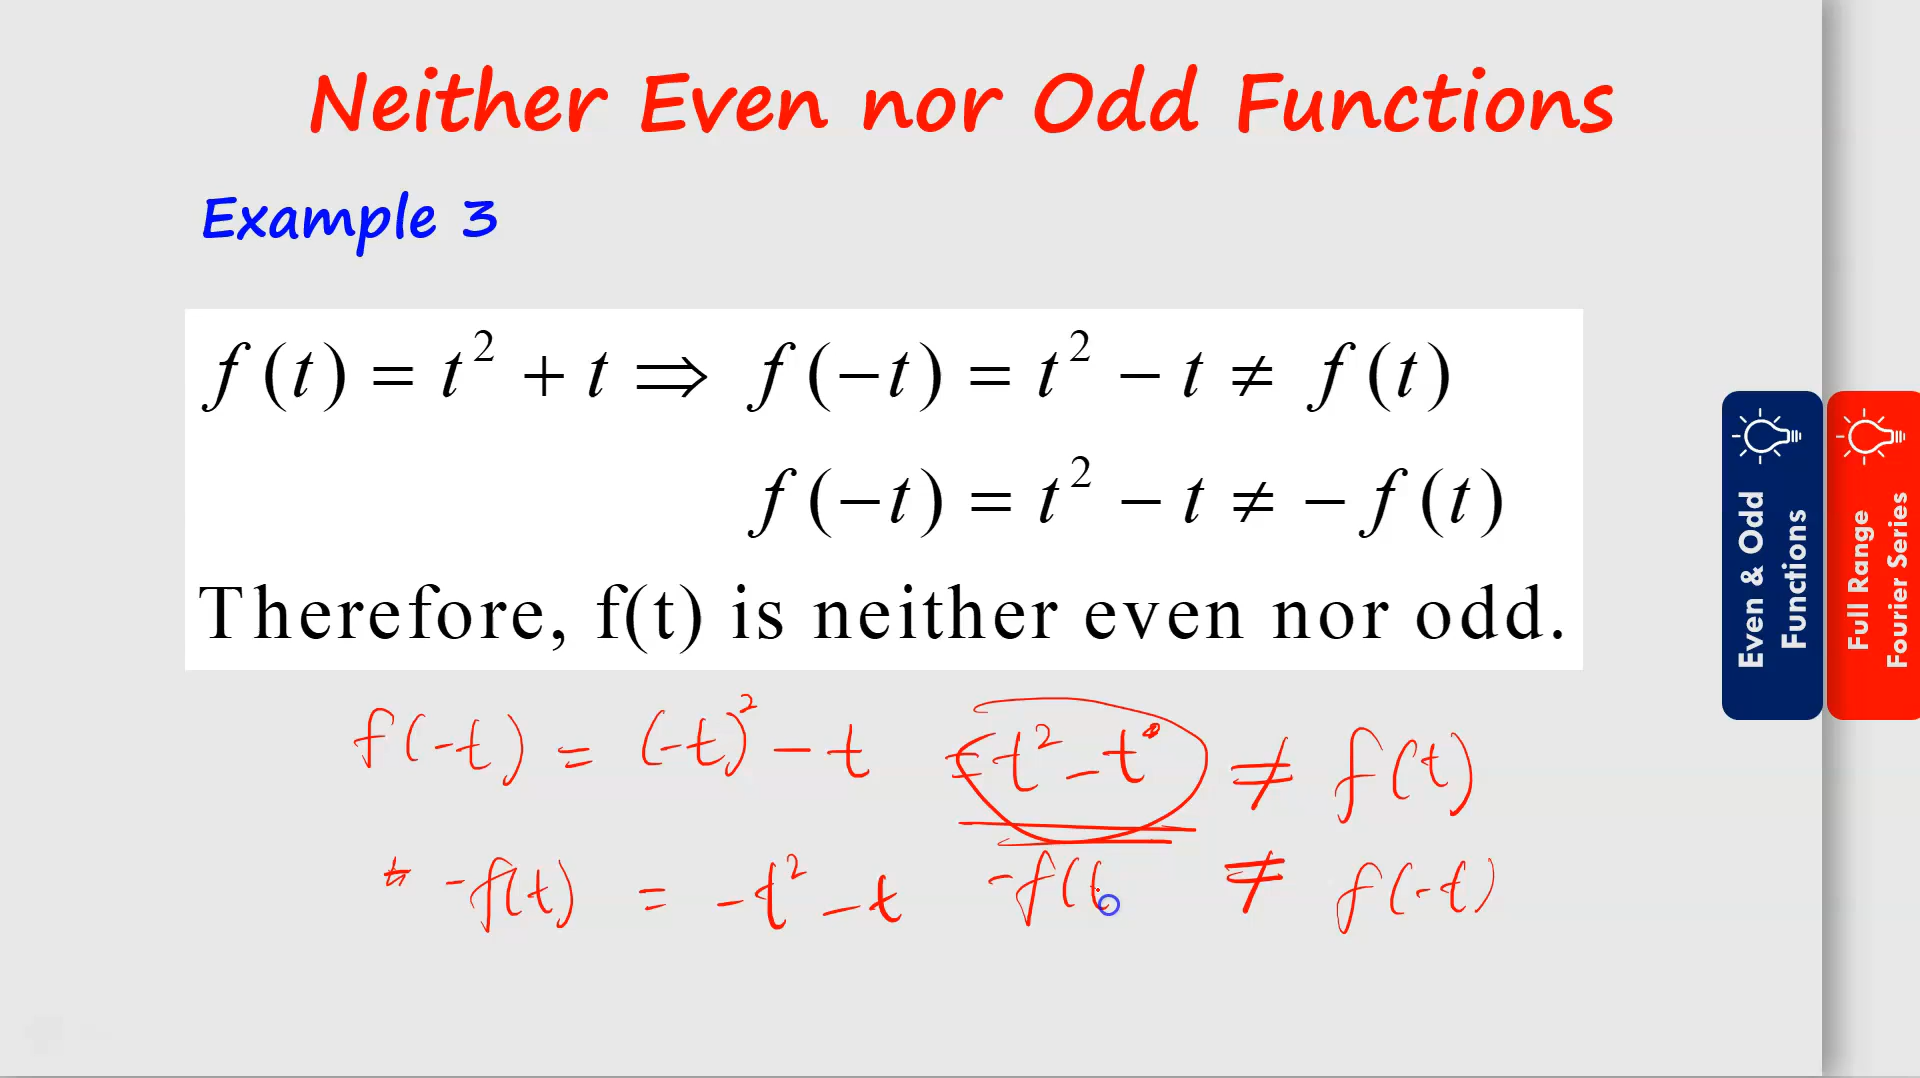 Neither Even nor Odd Functions
Example 3
f(t) = t² + t ⇒ f(−t) = t² − t ≠ f(t)
f(−t) = t² − t ≠ −f(t)
Therefore, f(t) is neither even nor odd.
f(-t) = (-t)² - t = t² - t ≠ f(t)
-f(t) = -t² - t -f(t ≠ f(-t)
Even & Odd
Functions
Full Range
Fourier Series